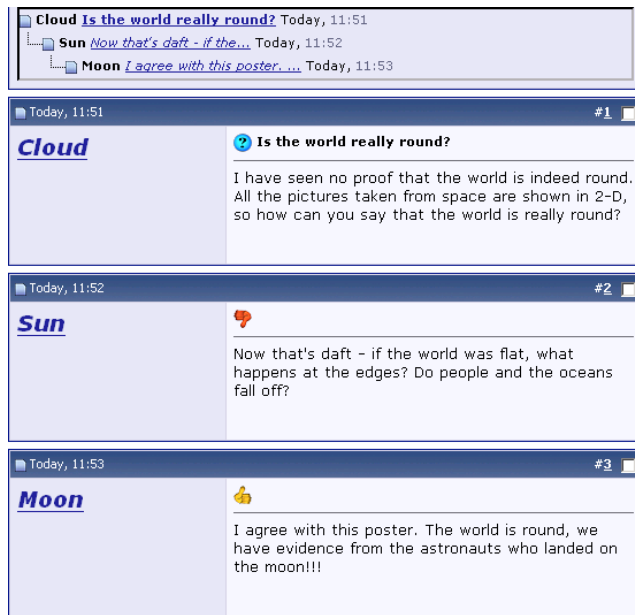 Cloud Is the world really round? Today, 11:51
Sun Now that's daft - if the... Today, 11:52
Moon I agree with this poster. ... Today, 11:53
Today, 11:51 #1
Cloud
Is the world really round?
I have seen no proof that the world is indeed round.
All the pictures taken from space are shown in 2-D,
so how can you say that the world is really round?
Today, 11:52 #2
Sun
Now that's daft - if the world was flat, what
happens at the edges? Do people and the oceans
fall off?
Today, 11:53 #3
Moon
I agree with this poster. The world is round, we
have evidence from the astronauts who landed on
the moon!!!